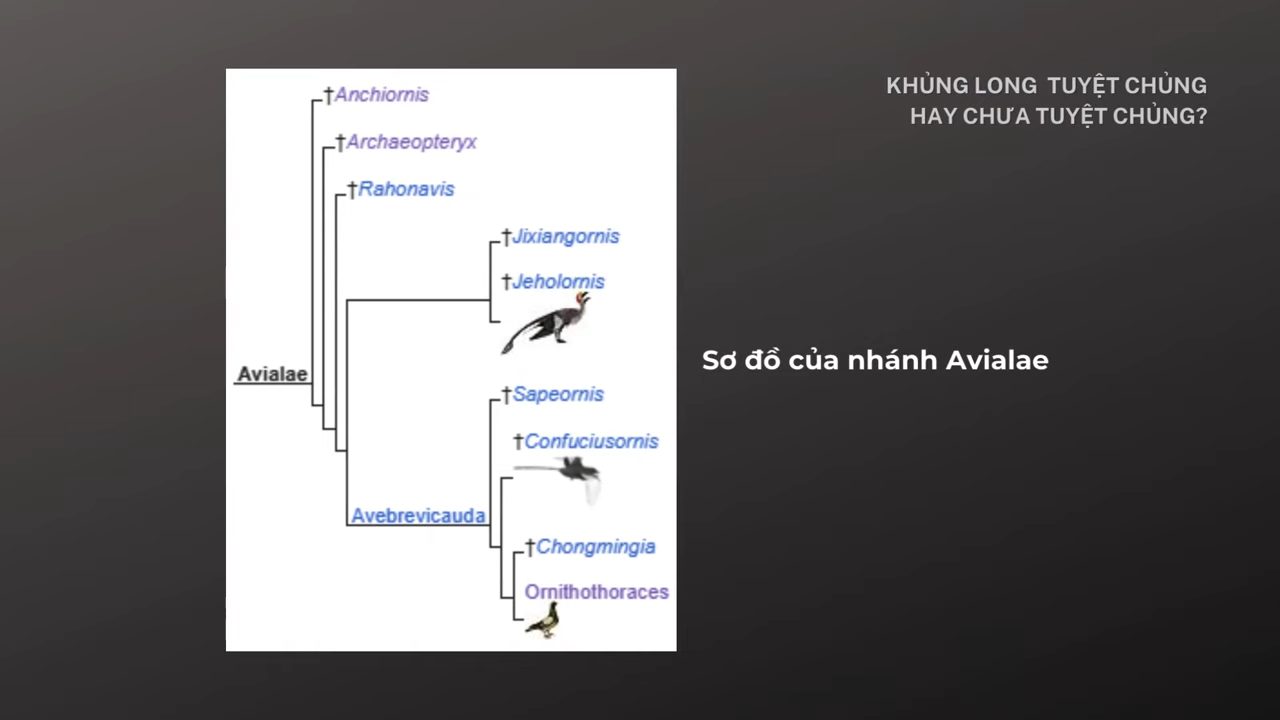 KHỦNG LONG TUYỆT CHỦNG
HAY CHƯA TUYỆT CHỦNG?
†Anchiornis
†Archaeopteryx
†Rahonavis
†Jixiangornis
†Jeholornis
Sơ đồ của nhánh Avialae
Avialae
†Sapeornis
†Confuciusornis
Avebrevicauda
†Chongmingia
Ornithothoraces